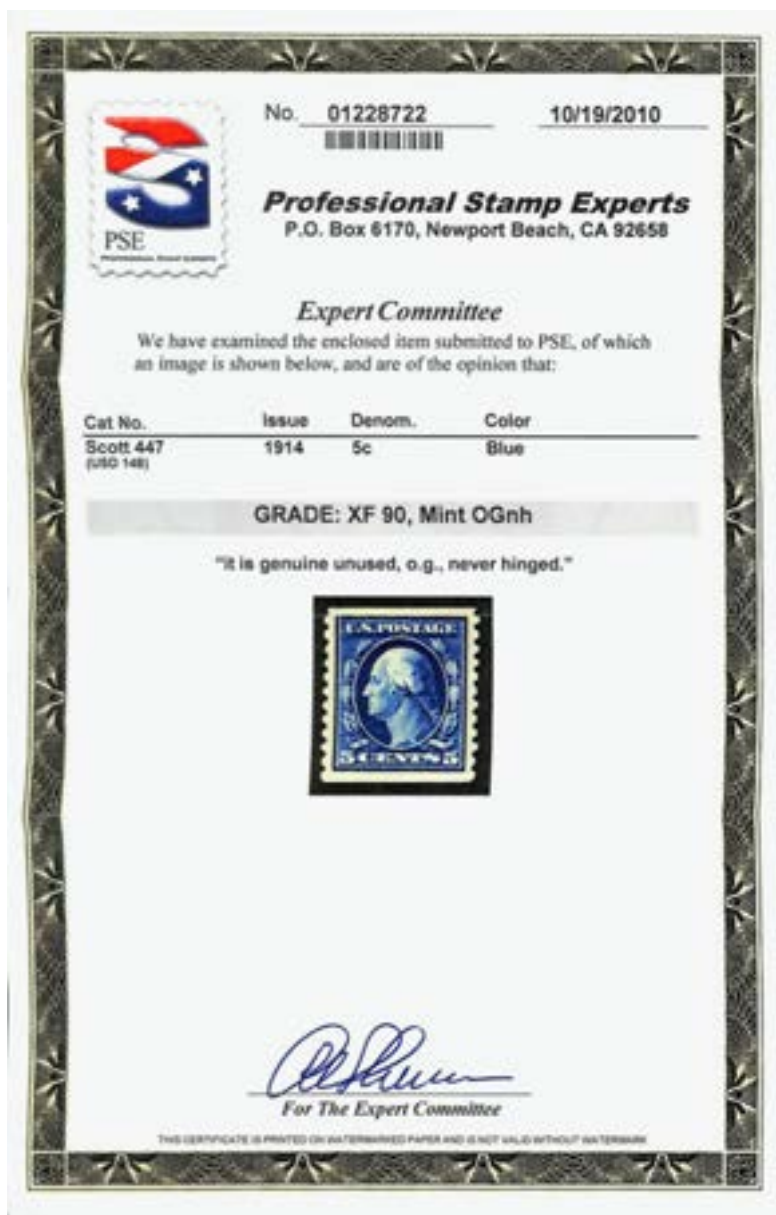 No. 01228722 10/19/2010
PSE
Professional Stamp Experts
P.O. Box 6170, Newport Beach, CA 92658
Expert Committee
We have examined the enclosed item submitted to PSE, of which
an image is shown below, and are of the opinion that:
Cat No. Issue Denom. Color
Scott 447 1914 5c Blue
(USD 148)
GRADE: XF 90, Mint OGnh
"it is genuine unused, o.g., never hinged."
U.S. POSTAGE
5 CENTS 5
For The Expert Committee
THIS CERTIFICATE IS PRINTED ON WATERMARKED PAPER AND IS NOT VALID WITHOUT WATERMARK